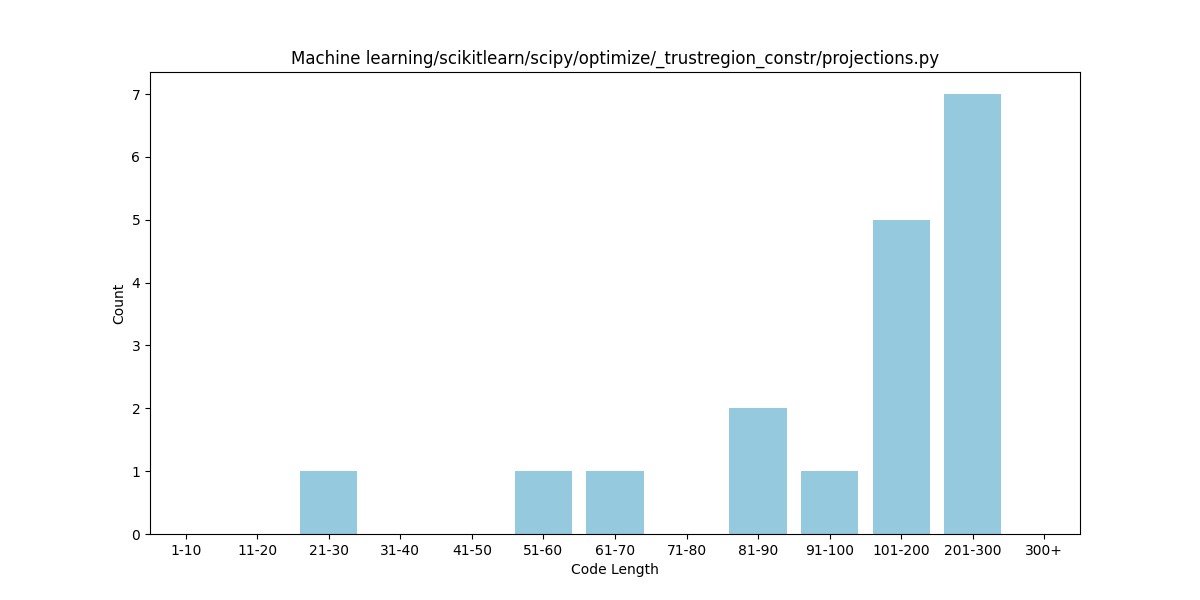 Machine learning/scikitlearn/scipy/optimize/_trustregion_constr/projections.py
7
6
5
4
3
2
1
0
Count
1-10 11-20 21-30 31-40 41-50 51-60 61-70 71-80 81-90 91-100 101-200 201-300 300+
Code Length